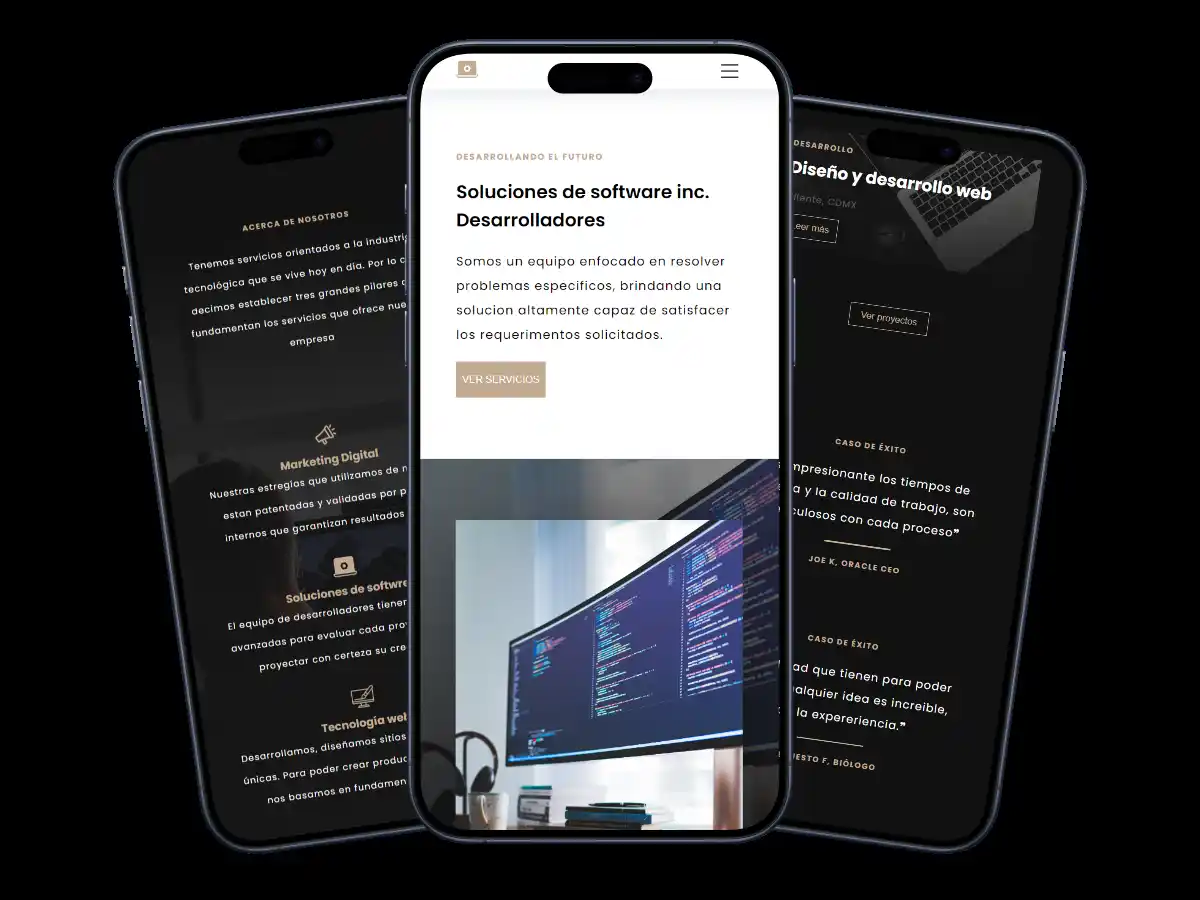 ACERCA DE NOSOTROS
Tenemos servicios orientados a la industri
tecnológica que se vive hoy en día. Por lo
decimos establecer tres grandes pilares
fundamentan los servicios que ofrece nue
empresa
Marketing Digital
Nuestras estregias que utilizamos de
estan patentadas y validadas por
internos que garantizan resultados
Soluciones de softwre
El equipo de desarrolladores tiener
avanzadas para evaluar cada pro
proyectar con certeza su cre
Tecnología web
Desarrollamos, diseñamos sitios
únicas. Para poder crear produc
nos basamos en fundamen
DESARROLLANDO EL FUTURO
Soluciones de software inc.
Desarrolladores
Somos un equipo enfocado en resolver
problemas especificos, brindando una
solucion altamente capaz de satisfacer
los requerimentos solicitados.
VER SERVICIOS
DESARROLLO
Diseño y desarrollo web
liente, CDMX
eer más
Ver proyectos
CASO DE ÉXITO
mpresionante los tiempos de
a y la calidad de trabajo, son
culosos con cada proceso”
JOE K, ORACLE CEO
CASO DE ÉXITO
ad que tienen para poder
alquier idea es increible,
la expereriencia.”
ESTO F, BIÓLOGO